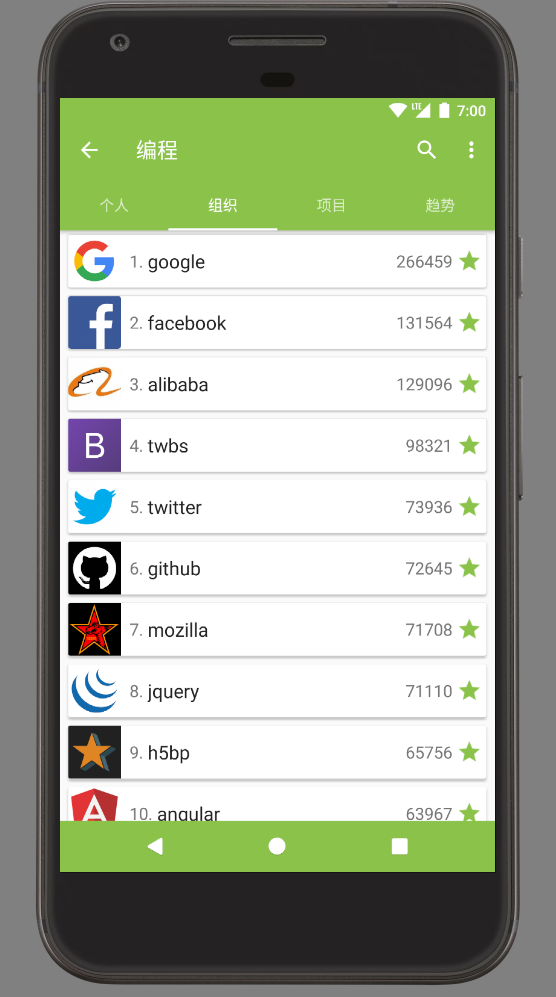 LTE 7:00
编程
个人 组织 项目 趋势
1. google 266459
2. facebook 131564
3. alibaba 129096
B 4. twbs 98321
5. twitter 73936
6. github 72645
7. mozilla 71708
8. jquery 71110
9. h5bp 65756
10. angular 63967